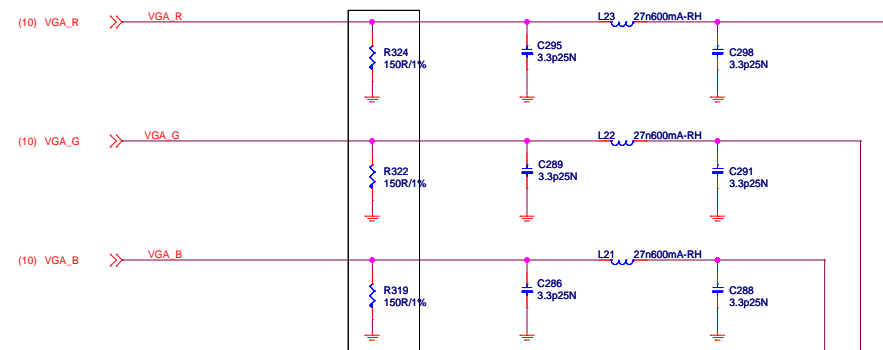 (10) VGA_R VGA_R L23 27n600mA-RH
R324 C295 C298
150R/1% 3.3p25N 3.3p25N
(10) VGA_G VGA_G L22 27n600mA-RH
R322 C289 C291
150R/1% 3.3p25N 3.3p25N
(10) VGA_B VGA_B L21 27n600mA-RH
R319 C286 C288
150R/1% 3.3p25N 3.3p25N